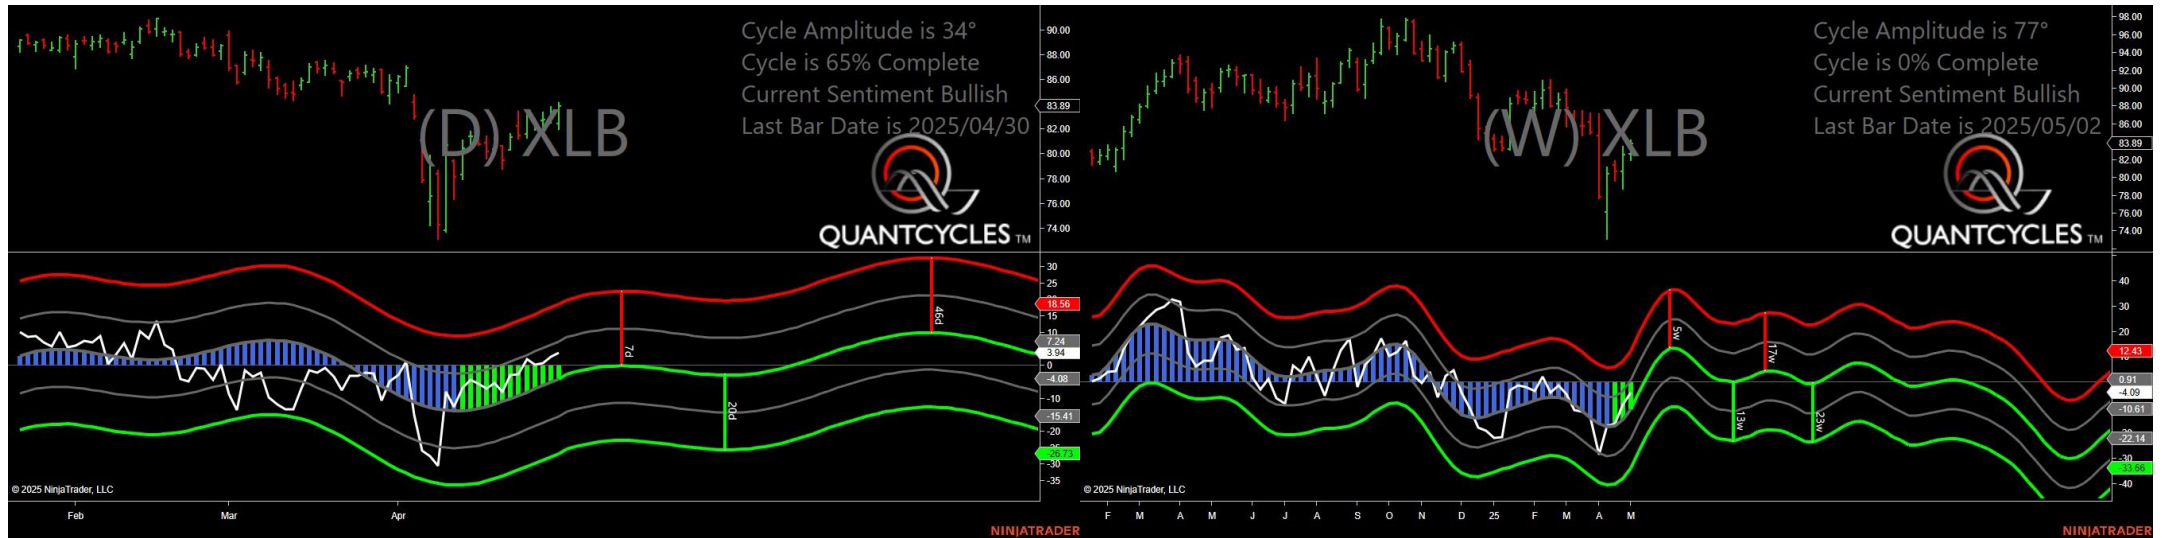 Cycle Amplitude is 34°
Cycle is 65% Complete
Current Sentiment Bullish
Last Bar Date is 2025/04/30
(D) XLB
QUANTCYCLES TM
90.00
88.00
86.00
83.89
82.00
80.00
78.00
76.00
74.00
30
25
18.56
15
10
7.24
3.94
0
-4.08
-10
-15.41
-20
-26.73
-30
-35
7d
20d
46d
© 2025 NinjaTrader, LLC
Feb Mar Apr
NINJATRADER
Cycle Amplitude is 77°
Cycle is 0% Complete
Current Sentiment Bullish
Last Bar Date is 2025/05/02
(W) XLB
QUANTCYCLES TM
98.00
96.00
94.00
92.00
90.00
88.00
86.00
83.89
82.00
80.00
78.00
76.00
74.00
40
30
20
12.43
0.91
-4.09
-10.61
-22.14
-30
-33.66
-40
5w
13w
17w
23w
© 2025 NinjaTrader, LLC
F M A M J J A S O N D 25 F M A M
NINJATRADER